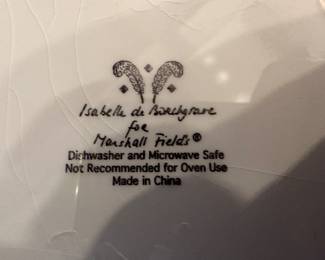 Isabelle de Borchgrave
for
Marshall Field's®
Dishwasher and Microwave Safe
Not Recommended for Oven Use
Made in China